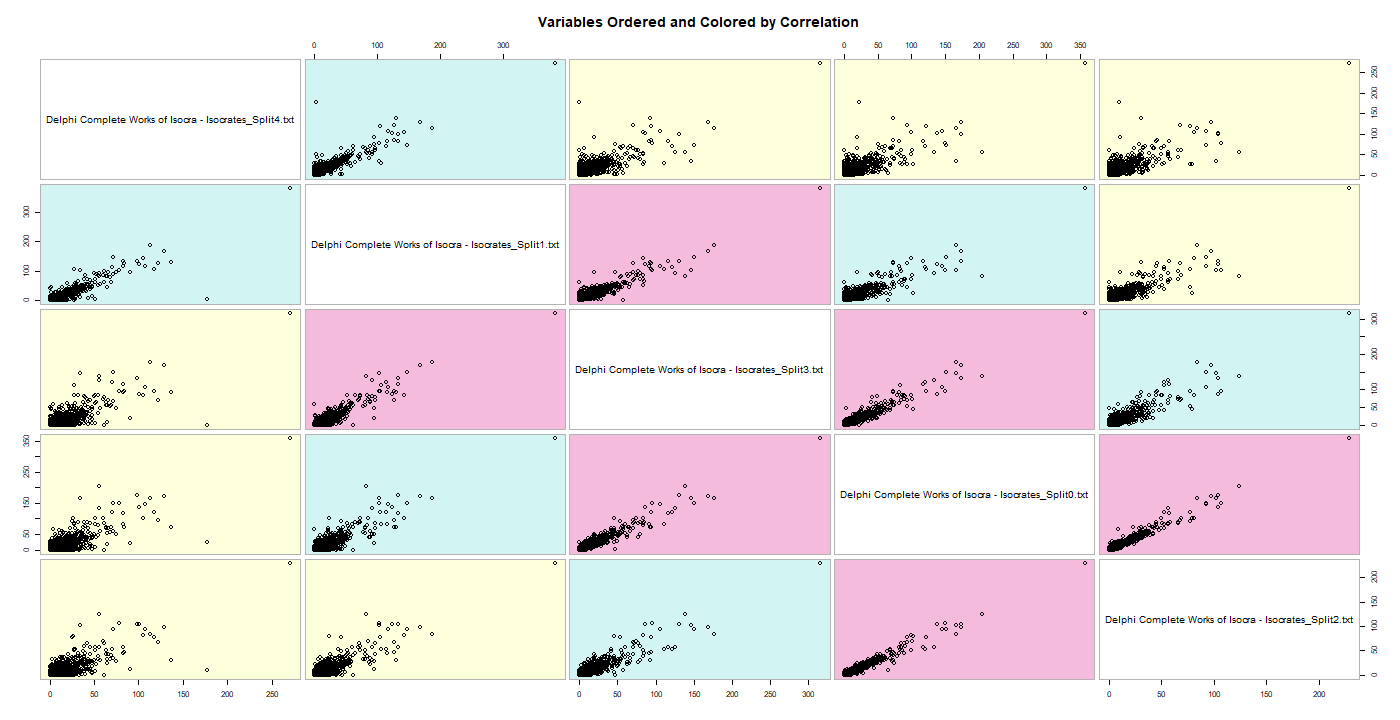 Variables Ordered and Colored by Correlation
0 100 200 300
0 50 100 150 200 250 300 350
Delphi Complete Works of Isocra - Isocrates_Split4.txt
0 50 100 150 200 250
0 100 200 300
Delphi Complete Works of Isocra - Isocrates_Split1.txt
Delphi Complete Works of Isocra - Isocrates_Split3.txt
0 50 100 200 300
0 50 150 250 350
Delphi Complete Works of Isocra - Isocrates_Split0.txt
Delphi Complete Works of Isocra - Isocrates_Split2.txt
0 50 100 150 200
0 50 100 150 200 250
0 50 100 150 200 250 300
0 50 100 150 200